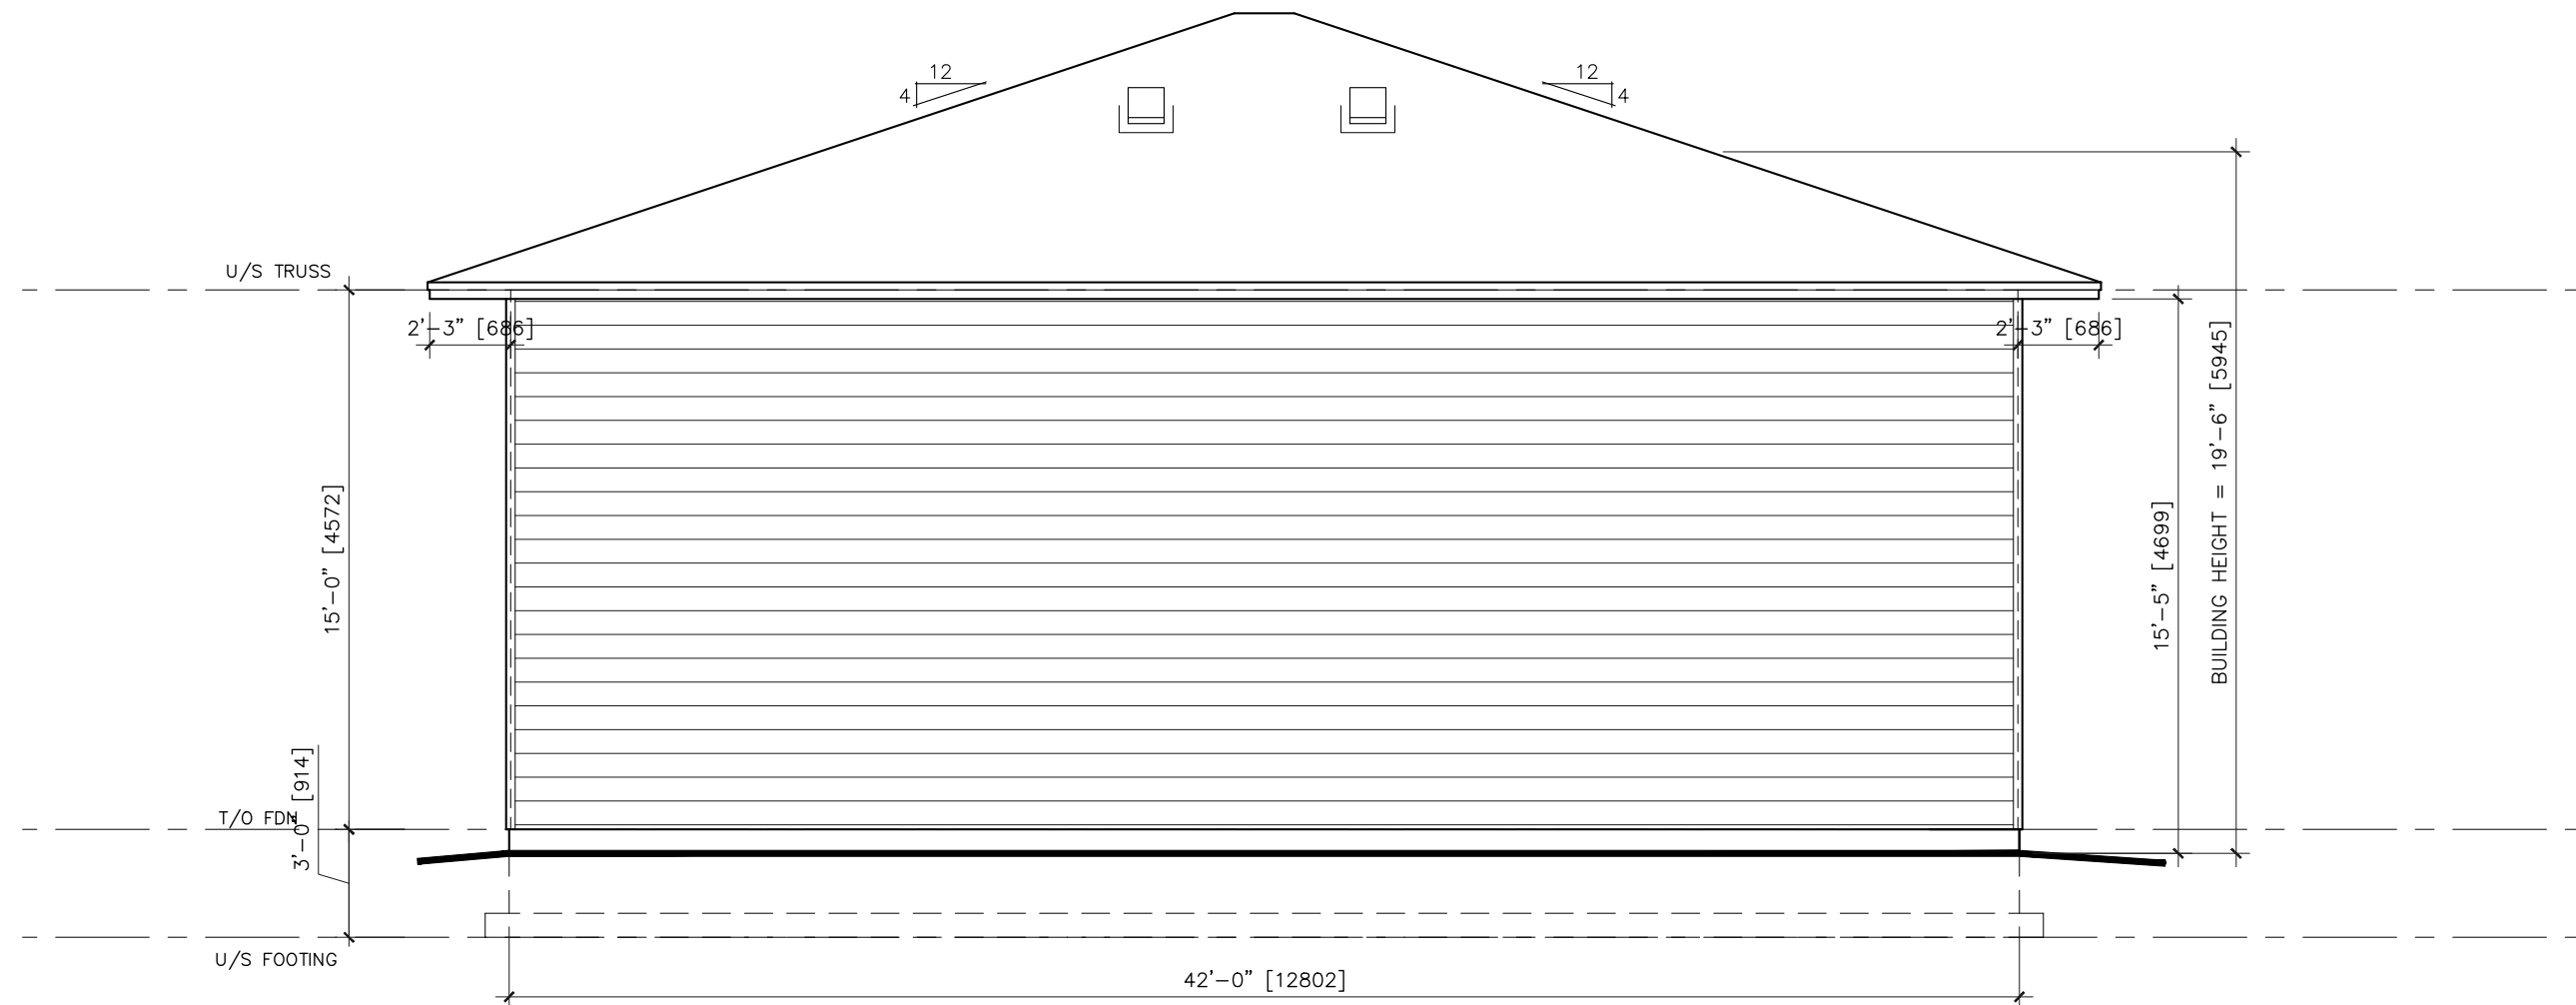 12
4
12
4
U/S TRUSS
2'-3" [686]
2'-3" [686]
15'-0" [4572]
15'-5" [4699]
BUILDING HEIGHT = 19'-6" [5945]
T/O FDN
3'-0" [914]
U/S FOOTING
42'-0" [12802]